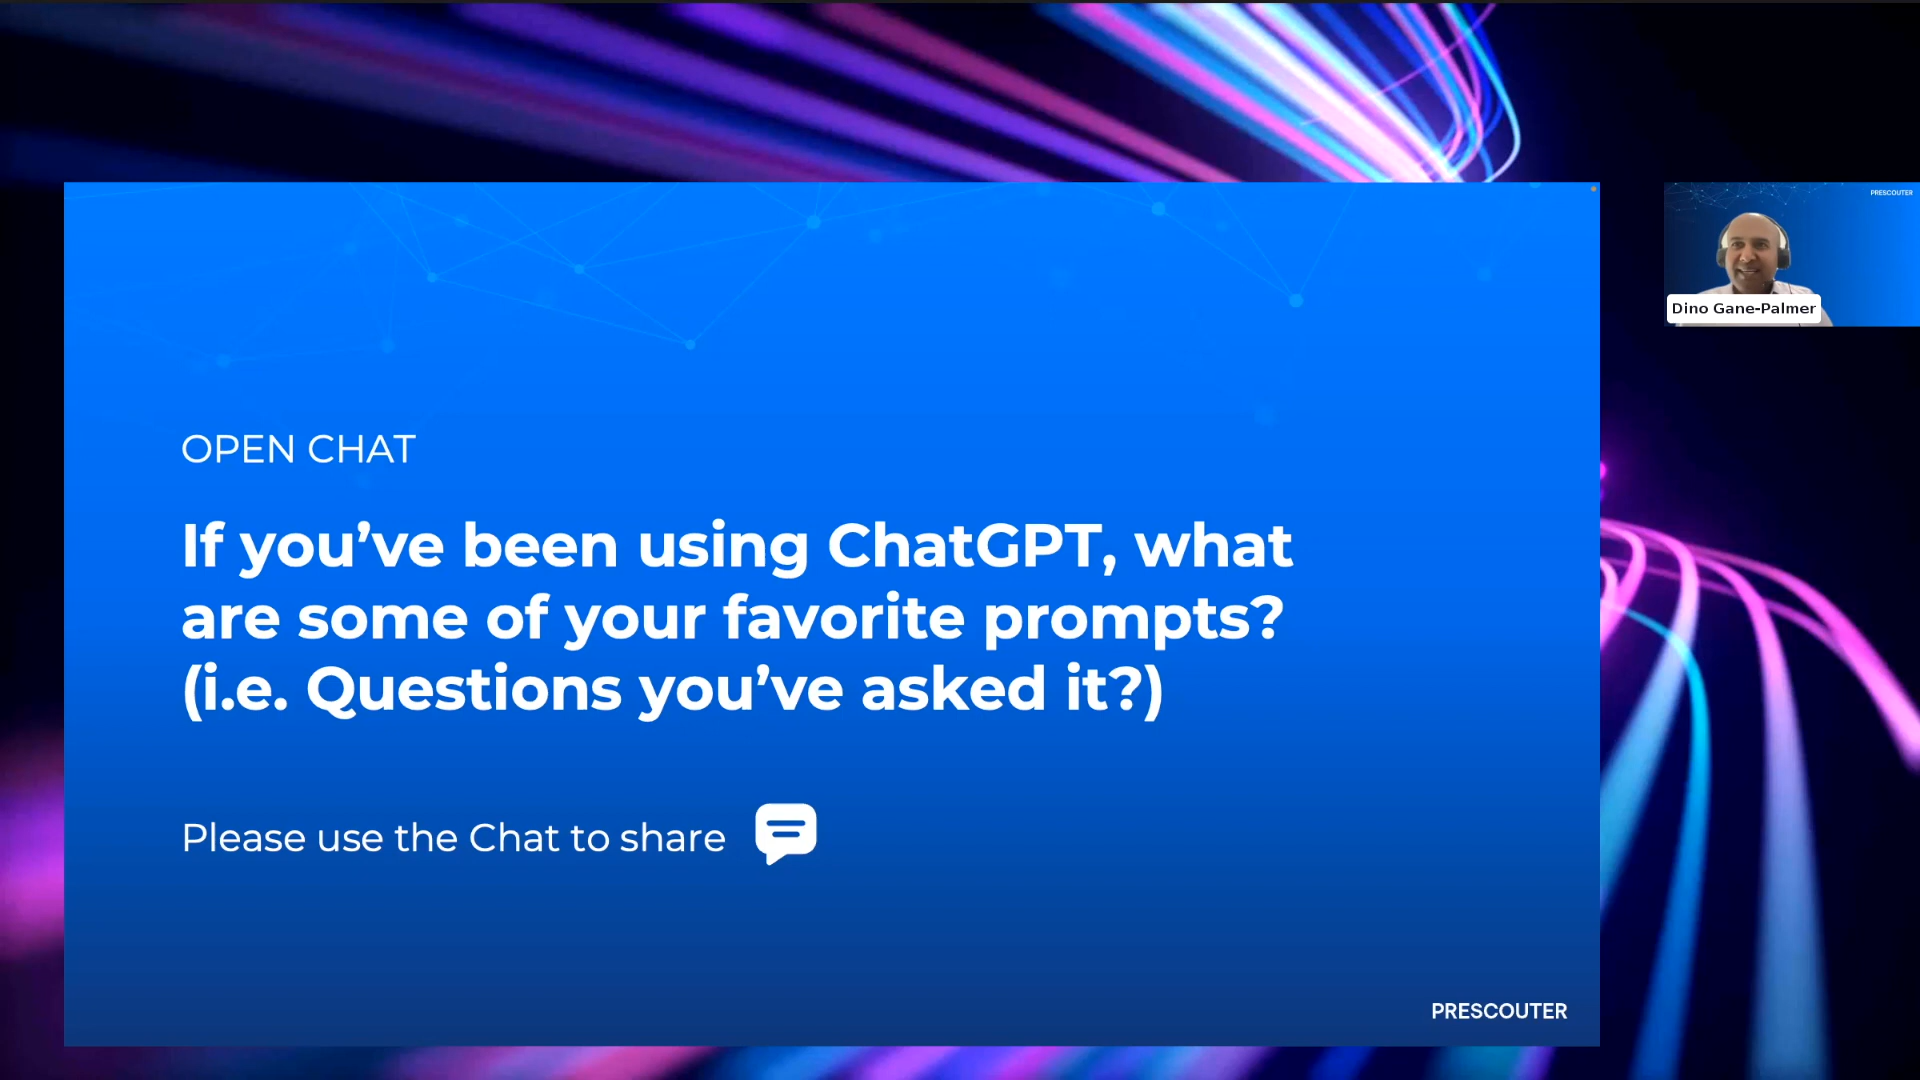 PRESCOUTER
Dino Gane-Palmer
OPEN CHAT
If you’ve been using ChatGPT, what
are some of your favorite prompts?
(i.e. Questions you’ve asked it?)
Please use the Chat to share
PRESCOUTER